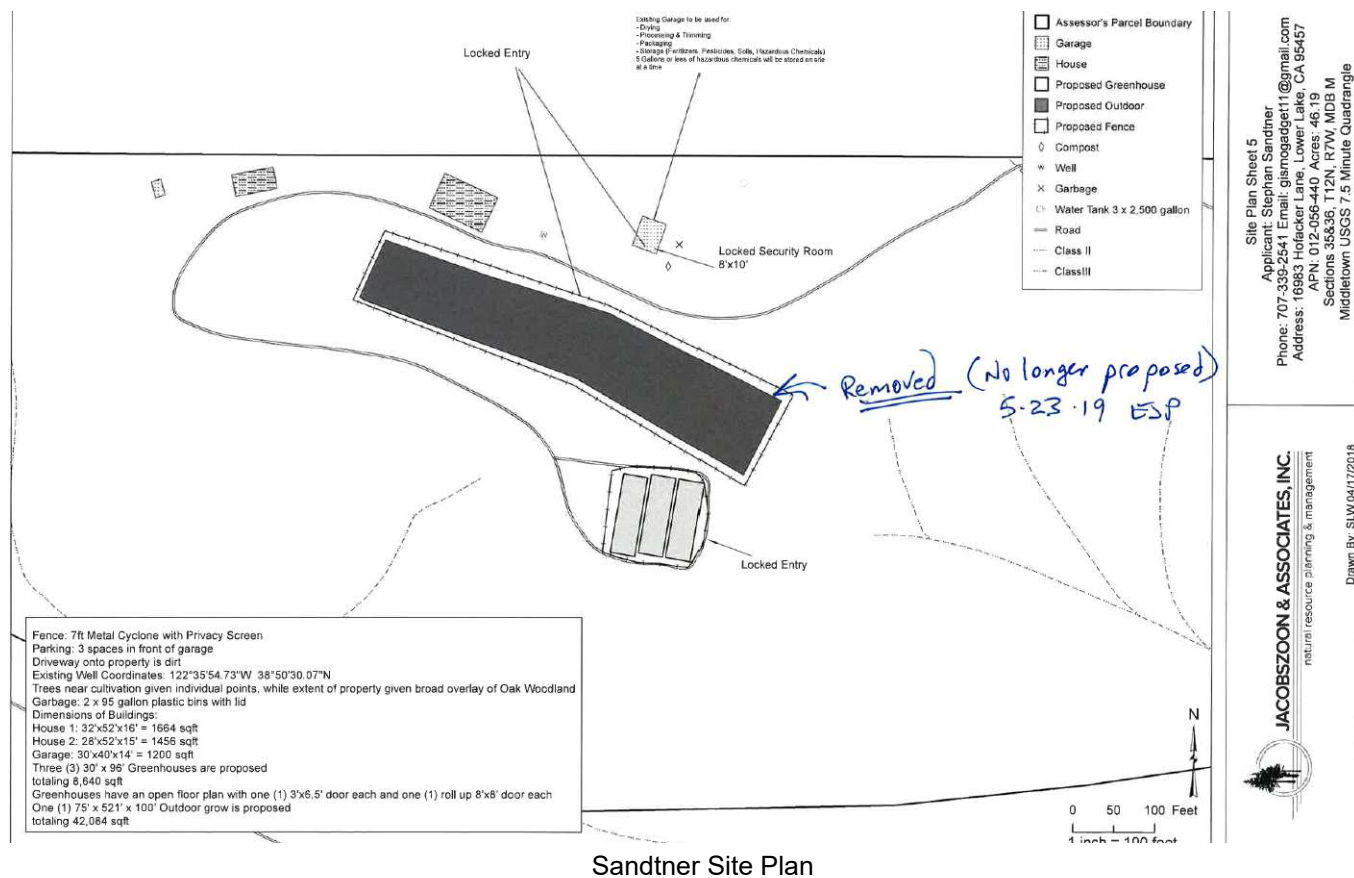 Existing Garage to be used for:
- Drying
- Processing & Trimming
- Packaging
- Storage (Fertilizers, Pesticides, Soils, Hazardous Chemicals)
5 Gallons or less of hazardous chemicals will be stored on site
at a time
Locked Entry
Locked Security Room
8'x10'
Assessor's Parcel Boundary
Garage
House
Proposed Greenhouse
Proposed Outdoor
Proposed Fence
Compost
Well
Garbage
Water Tank 3 x 2,500 gallon
Road
Class II
ClassIII
Removed (No longer proposed)
5-23-19 ESP
Locked Entry
Fence: 7ft Metal Cyclone with Privacy Screen
Parking: 3 spaces in front of garage
Driveway onto property is dirt
Existing Well Coordinates: 122°35'54.73"W 38°50'30.07"N
Trees near cultivation given individual points, while extent of property given broad overlay of Oak Woodland
Garbage: 2 x 95 gallon plastic bins with lid
Dimensions of Buildings:
House 1: 32'x52'x16' = 1664 sqft
House 2: 28'x52'x15' = 1456 sqft
Garage: 30'x40'x14' = 1200 sqft
Three (3) 30' x 96' Greenhouses are proposed
totaling 8,640 sqft
Greenhouses have an open floor plan with one (1) 3'x6.5' door each and one (1) roll up 8'x8' door each
One (1) 75' x 521' x 100' Outdoor grow is proposed
totaling 42,084 sqft
N
0 50 100 Feet
1 inch = 100 feet
Site Plan Sheet 5
Applicant: Stephan Sandtner
Phone: 707-339-2541 Email: gismogadget11@gmail.com
Address: 16983 Hofacker Lane, Lower Lake, CA 95457
APN: 012-056-440 Acres: 46.19
Sections 35&36, T12N, R7W, MDB M
Middletown USGS 7.5 Minute Quadrangle
JACOBSZOON & ASSOCIATES, INC.
natural resource planning & management
Drawn By: SLW 04/17/2018
Sandtner Site Plan